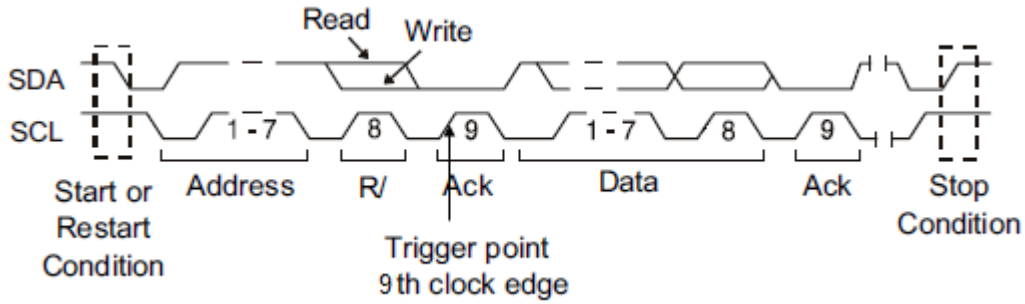 Read
Write
SDA
SCL
1 - 7
8
9
1 - 7
8
9
Address
R/
Ack
Data
Ack
Start or
Restart
Condition
Stop
Condition
Trigger point
9th clock edge